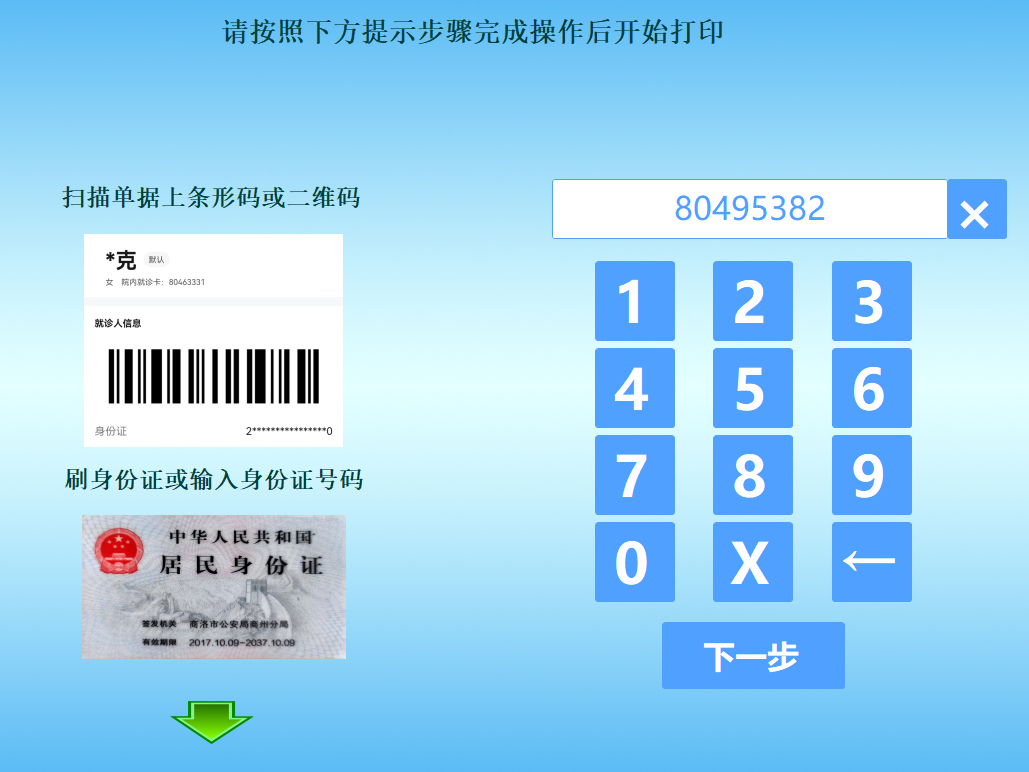 请按照下方提示步骤完成操作后开始打印
扫描单据上条形码或二维码
*克 默认
女 院内就诊卡：80463331
就诊人信息
身份证 2****************0
刷身份证或输入身份证号码
中华人民共和国
居民身份证
签发机关 商洛市公安局商州分局
有效期限 2017.10.09-2037.10.09
80495382 ×
1 2 3
4 5 6
7 8 9
0 X ←
下一步